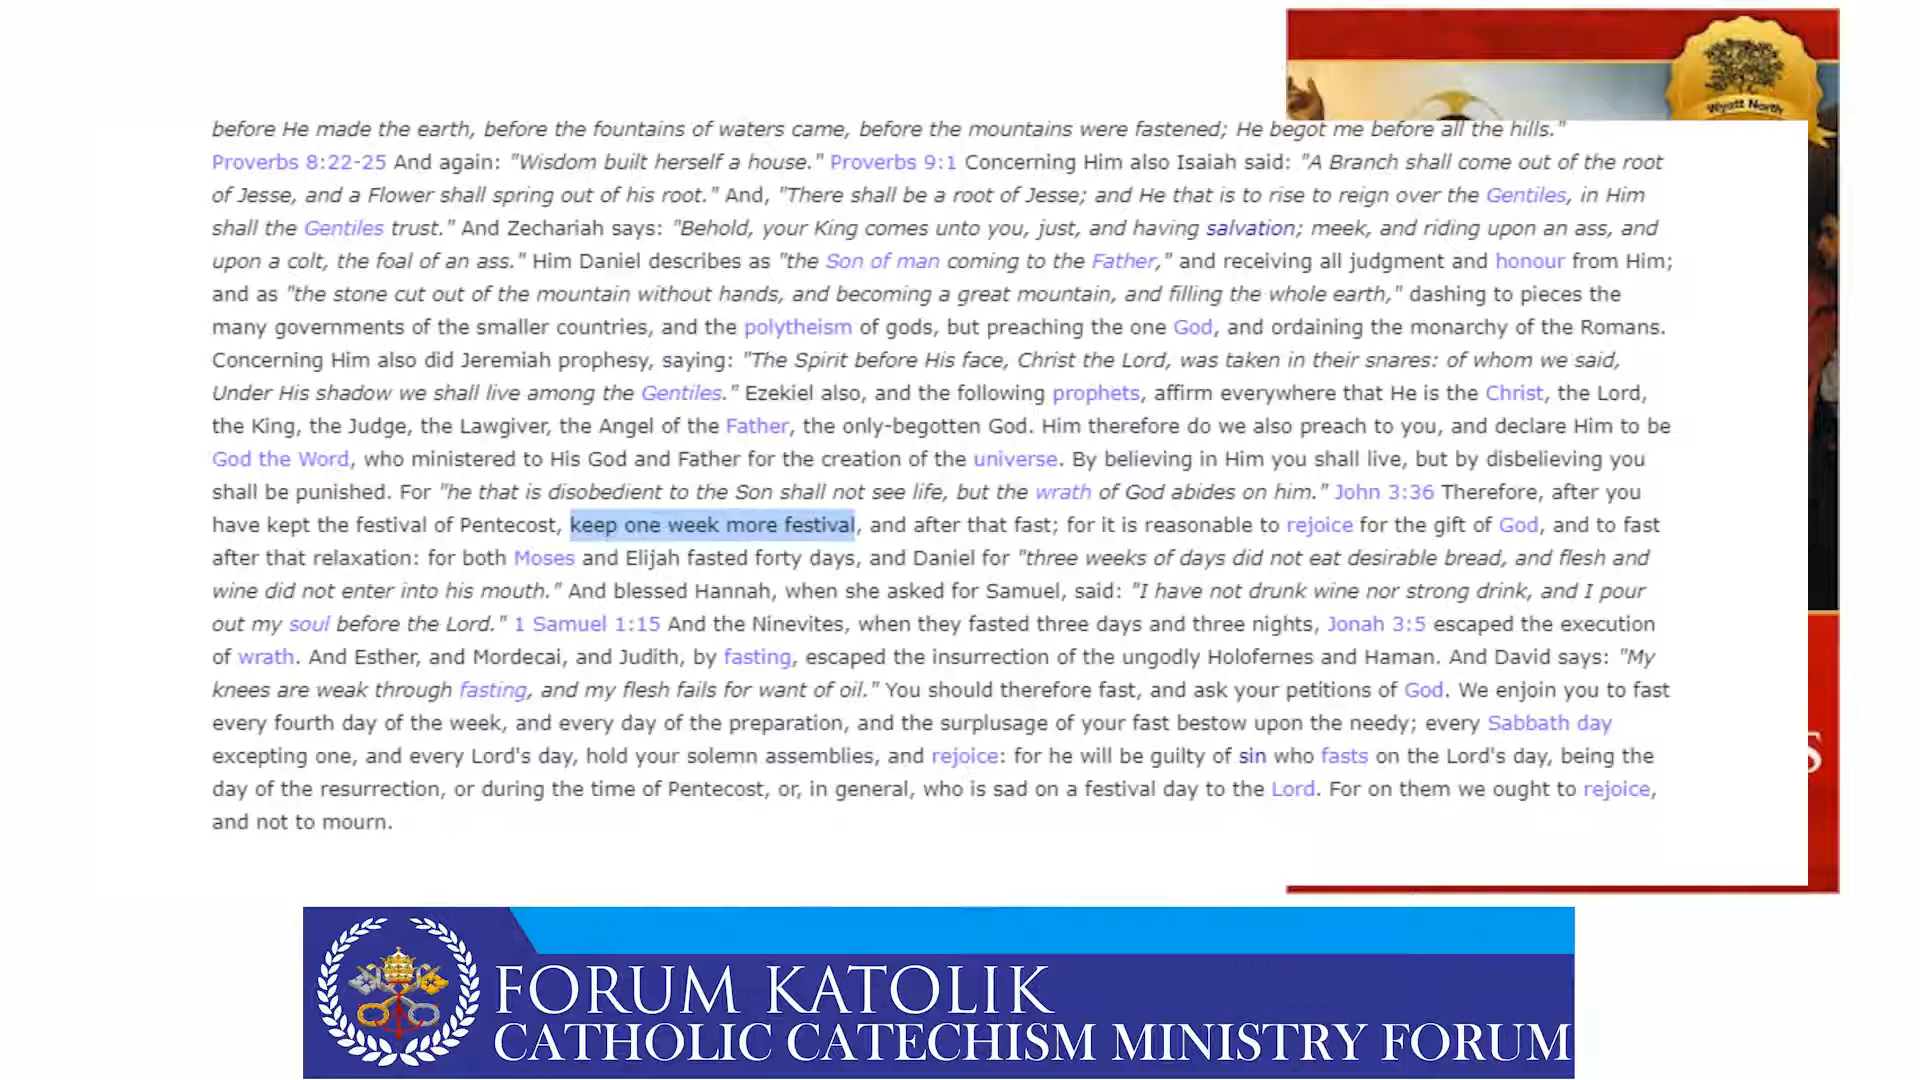 Wyatt North
before He made the earth, before the fountains of waters came, before the mountains were fastened; He begot me before all the hills."
Proverbs 8:22-25 And again: "Wisdom built herself a house." Proverbs 9:1 Concerning Him also Isaiah said: "A Branch shall come out of the root
of Jesse, and a Flower shall spring out of his root." And, "There shall be a root of Jesse; and He that is to rise to reign over the Gentiles, in Him
shall the Gentiles trust." And Zechariah says: "Behold, your King comes unto you, just, and having salvation; meek, and riding upon an ass, and
upon a colt, the foal of an ass." Him Daniel describes as "the Son of man coming to the Father," and receiving all judgment and honour from Him;
and as "the stone cut out of the mountain without hands, and becoming a great mountain, and filling the whole earth," dashing to pieces the
many governments of the smaller countries, and the polytheism of gods, but preaching the one God, and ordaining the monarchy of the Romans.
Concerning Him also did Jeremiah prophesy, saying: "The Spirit before His face, Christ the Lord, was taken in their snares: of whom we said,
Under His shadow we shall live among the Gentiles." Ezekiel also, and the following prophets, affirm everywhere that He is the Christ, the Lord,
the King, the Judge, the Lawgiver, the Angel of the Father, the only-begotten God. Him therefore do we also preach to you, and declare Him to be
God the Word, who ministered to His God and Father for the creation of the universe. By believing in Him you shall live, but by disbelieving you
shall be punished. For "he that is disobedient to the Son shall not see life, but the wrath of God abides on him." John 3:36 Therefore, after you
have kept the festival of Pentecost, keep one week more festival, and after that fast; for it is reasonable to rejoice for the gift of God, and to fast
after that relaxation: for both Moses and Elijah fasted forty days, and Daniel for "three weeks of days did not eat desirable bread, and flesh and
wine did not enter into his mouth." And blessed Hannah, when she asked for Samuel, said: "I have not drunk wine nor strong drink, and I pour
out my soul before the Lord." 1 Samuel 1:15 And the Ninevites, when they fasted three days and three nights, Jonah 3:5 escaped the execution
of wrath. And Esther, and Mordecai, and Judith, by fasting, escaped the insurrection of the ungodly Holofernes and Haman. And David says: "My
knees are weak through fasting, and my flesh fails for want of oil." You should therefore fast, and ask your petitions of God. We enjoin you to fast
every fourth day of the week, and every day of the preparation, and the surplusage of your fast bestow upon the needy; every Sabbath day
excepting one, and every Lord's day, hold your solemn assemblies, and rejoice: for he will be guilty of sin who fasts on the Lord's day, being the
day of the resurrection, or during the time of Pentecost, or, in general, who is sad on a festival day to the Lord. For on them we ought to rejoice,
and not to mourn.
FORUM KATOLIK
CATHOLIC CATECHISM MINISTRY FORUM